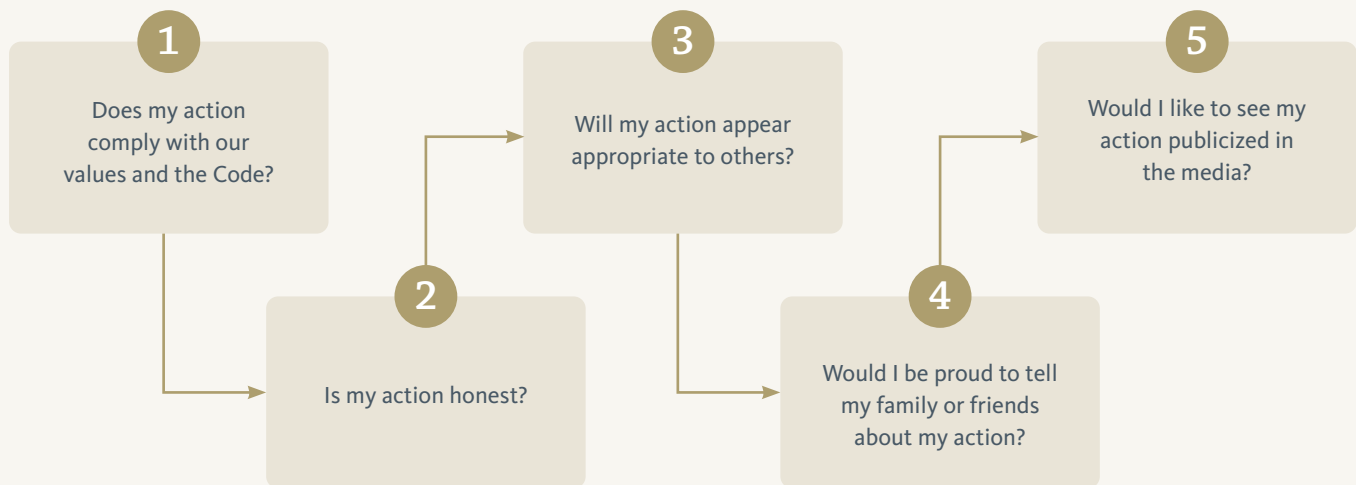 1
Does my action
comply with our
values and the Code?
2
Is my action honest?
3
Will my action appear
appropriate to others?
4
Would I be proud to tell
my family or friends
about my action?
5
Would I like to see my
action publicized in
the media?